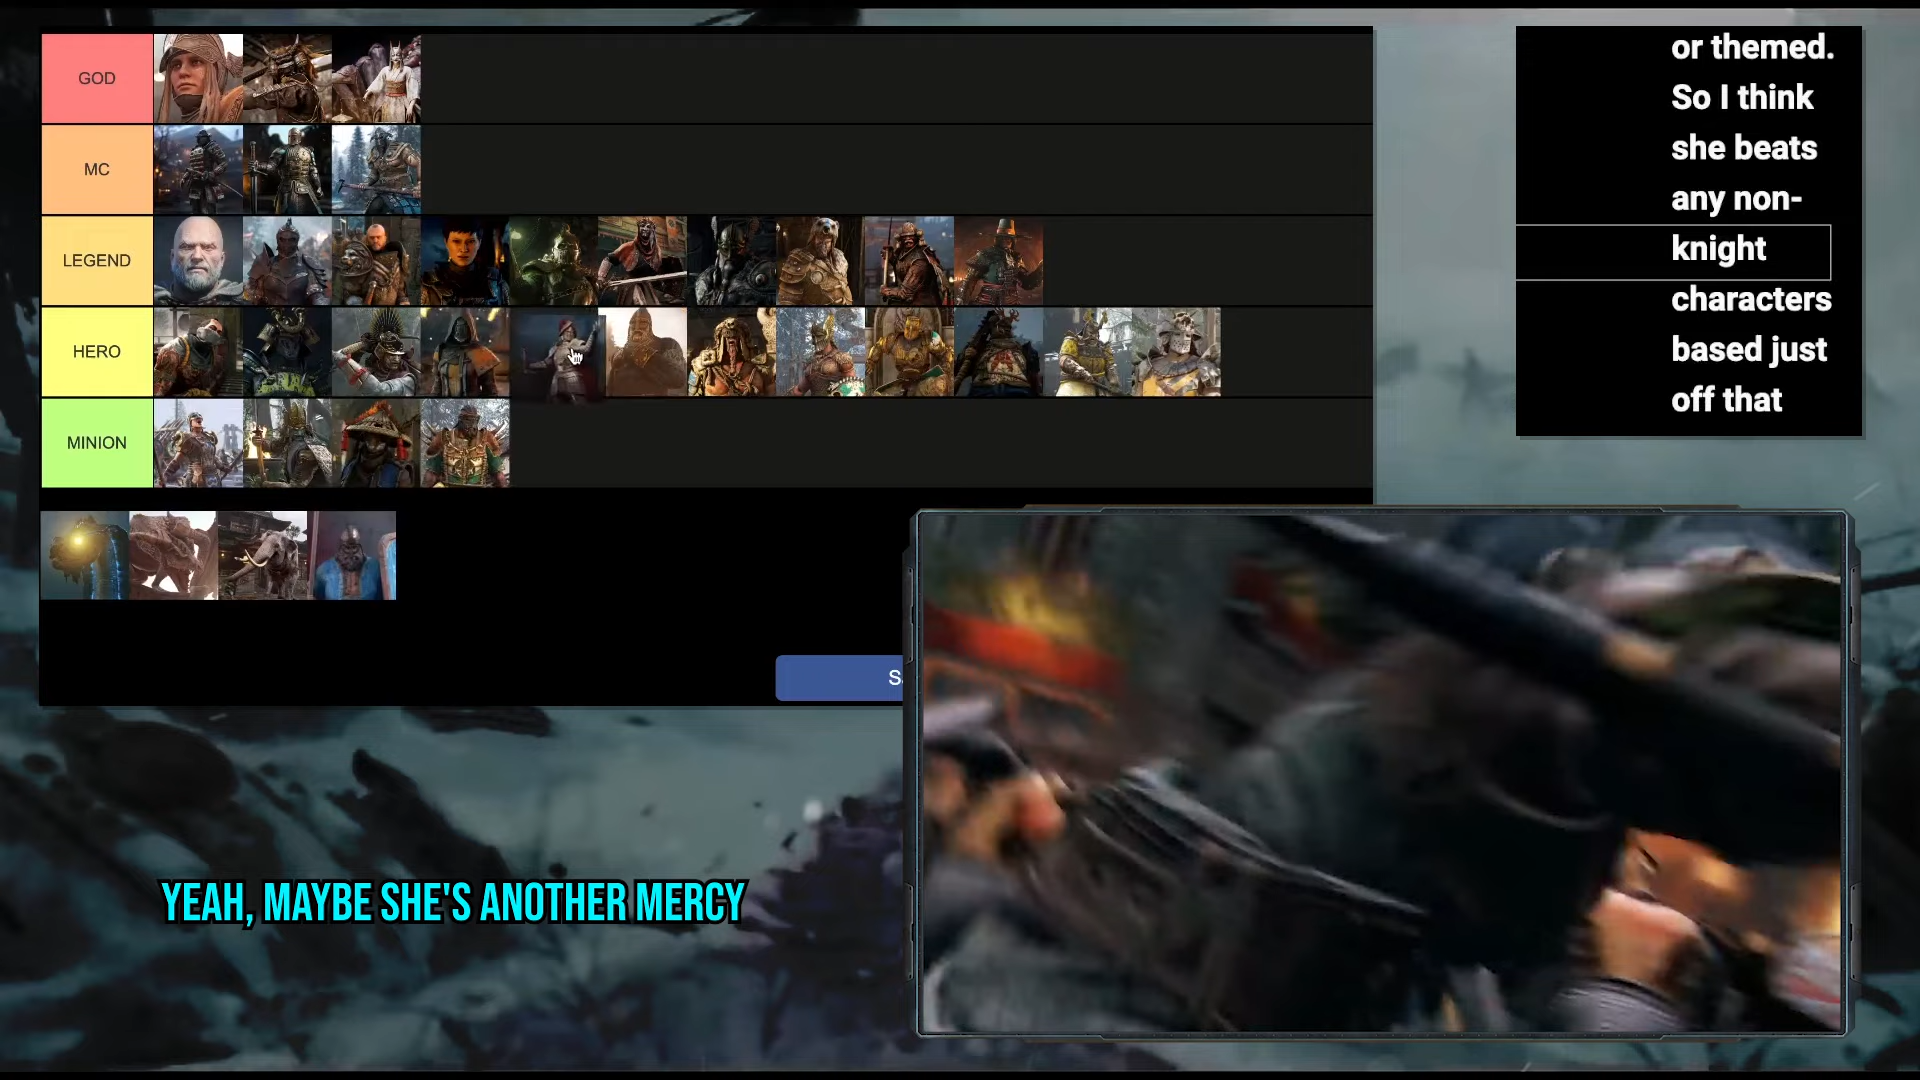 GOD
MC
LEGEND
HERO
MINION
or themed.
So I think
she beats
any non-
knight
characters
based just
off that
YEAH, MAYBE SHE'S ANOTHER MERCY